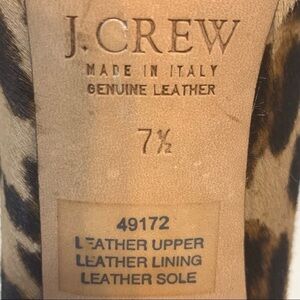 J.CREW
MADE IN ITALY
GENUINE LEATHER
7½
49172
LEATHER UPPER
LEATHER LINING
LEATHER SOLE